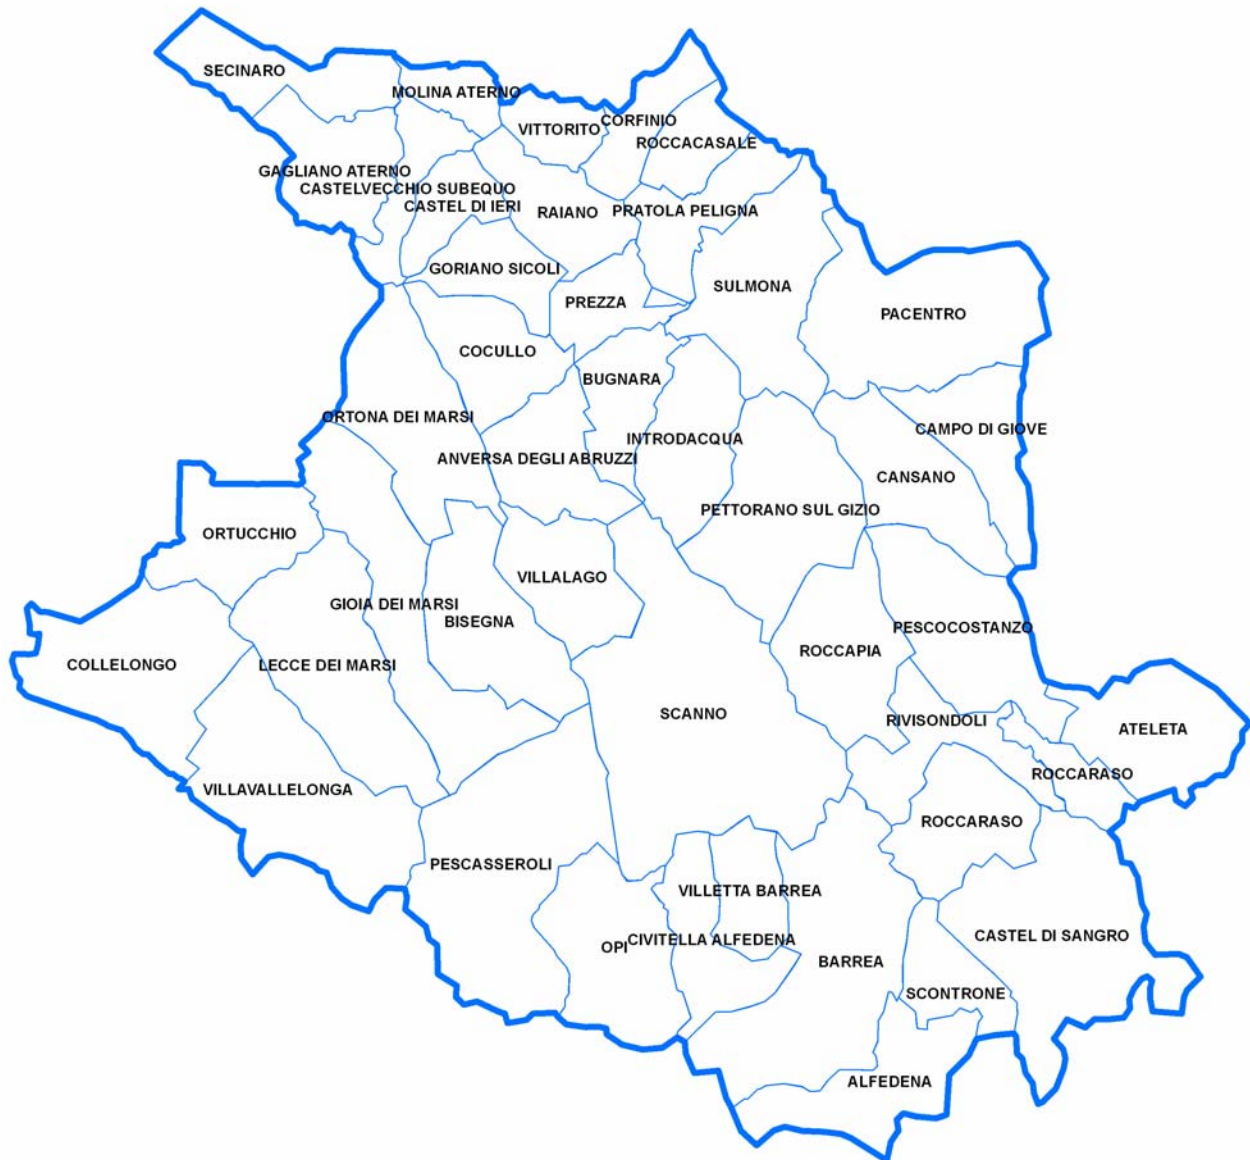 SECINARO
MOLINA ATERNO
VITTORITO
CORFINIO
ROCCACASALE
GAGLIANO ATERNO
CASTELVECCHIO SUBEQUO
CASTEL DI IERI
RAIANO
PRATOLA PELIGNA
GORIANO SICOLI
PREZZA
SULMONA
PACENTRO
COCULLO
BUGNARA
ORTONA DEI MARSI
ANVERSA DEGLI ABRUZZI
INTRODACQUA
CAMPO DI GIOVE
CANSANO
PETTORANO SUL GIZIO
ORTUCCHIO
VILLALAGO
GIOIA DEI MARSI
BISEGNA
PESCOCOSTANZO
COLLELONGO
LECCE DEI MARSI
ROCCAPIA
SCANNO
RIVISONDOLI
ATELETA
VILLAVALLELONGA
ROCCARASO
ROCCARASO
PESCASSEROLI
VILLETTA BARREA
OPI
CIVITELLA ALFEDENA
CASTEL DI SANGRO
BARREA
SCONTRONE
ALFEDENA